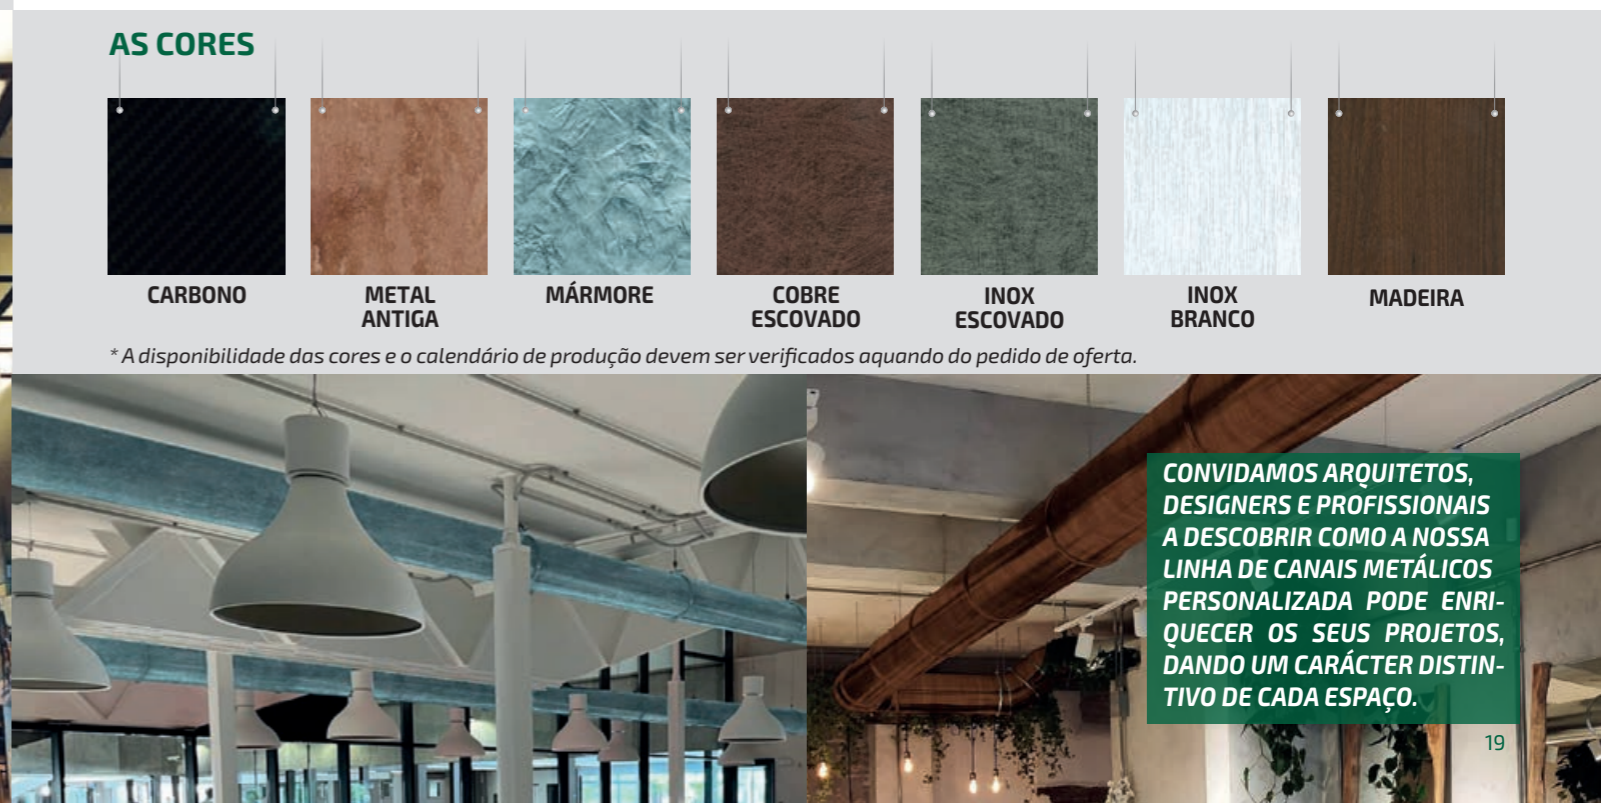 AS CORES
CARBONO
METAL
ANTIGA
MÁRMORE
COBRE
ESCOVADO
INOX
ESCOVADO
INOX
BRANCO
MADEIRA
* A disponibilidade das cores e o calendário de produção devem ser verificados aquando do pedido de oferta.
CONVIDAMOS ARQUITETOS,
DESIGNERS E PROFISSIONAIS
A DESCOBRIR COMO A NOSSA
LINHA DE CANAIS METÁLICOS
PERSONALIZADA PODE ENRI-
QUECER OS SEUS PROJETOS,
DANDO UM CARÁCTER DISTIN-
TIVO DE CADA ESPAÇO.
19